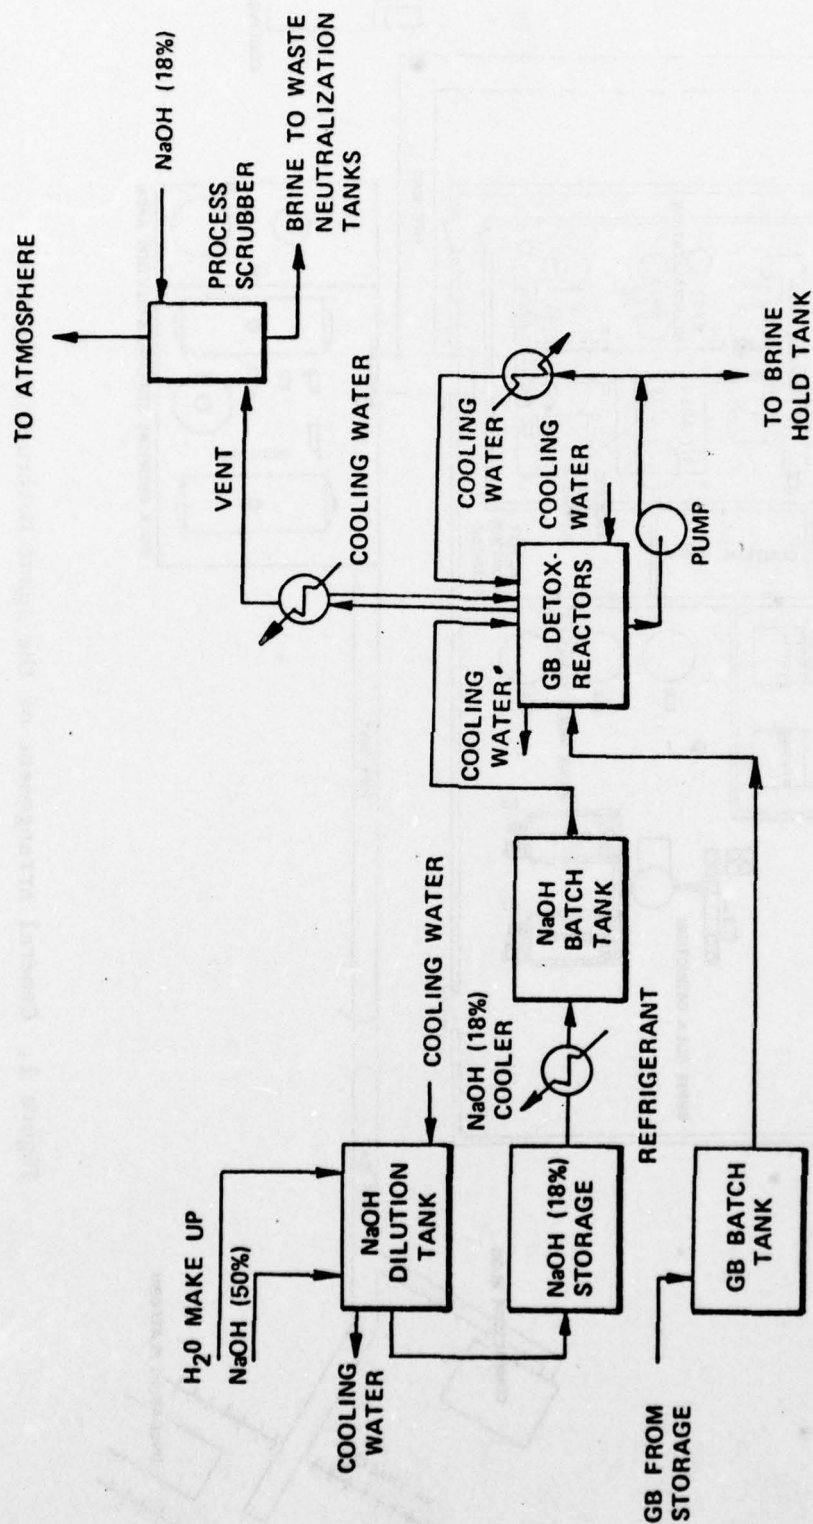 TO ATMOSPHERE
NaOH (18%)
PROCESS
SCRUBBER
BRINE TO WASTE
NEUTRALIZATION
TANKS
VENT
COOLING WATER
COOLING
WATER
COOLING
WATER
GB DETOX-
REACTORS
COOLING
WATER
PUMP
TO BRINE
HOLD TANK
H2O MAKE UP
NaOH (50%)
NaOH
DILUTION
TANK
COOLING WATER
COOLING
WATER
NaOH (18%)
STORAGE
NaOH (18%)
COOLER
REFRIGERANT
NaOH
BATCH
TANK
GB FROM
STORAGE
GB BATCH
TANK